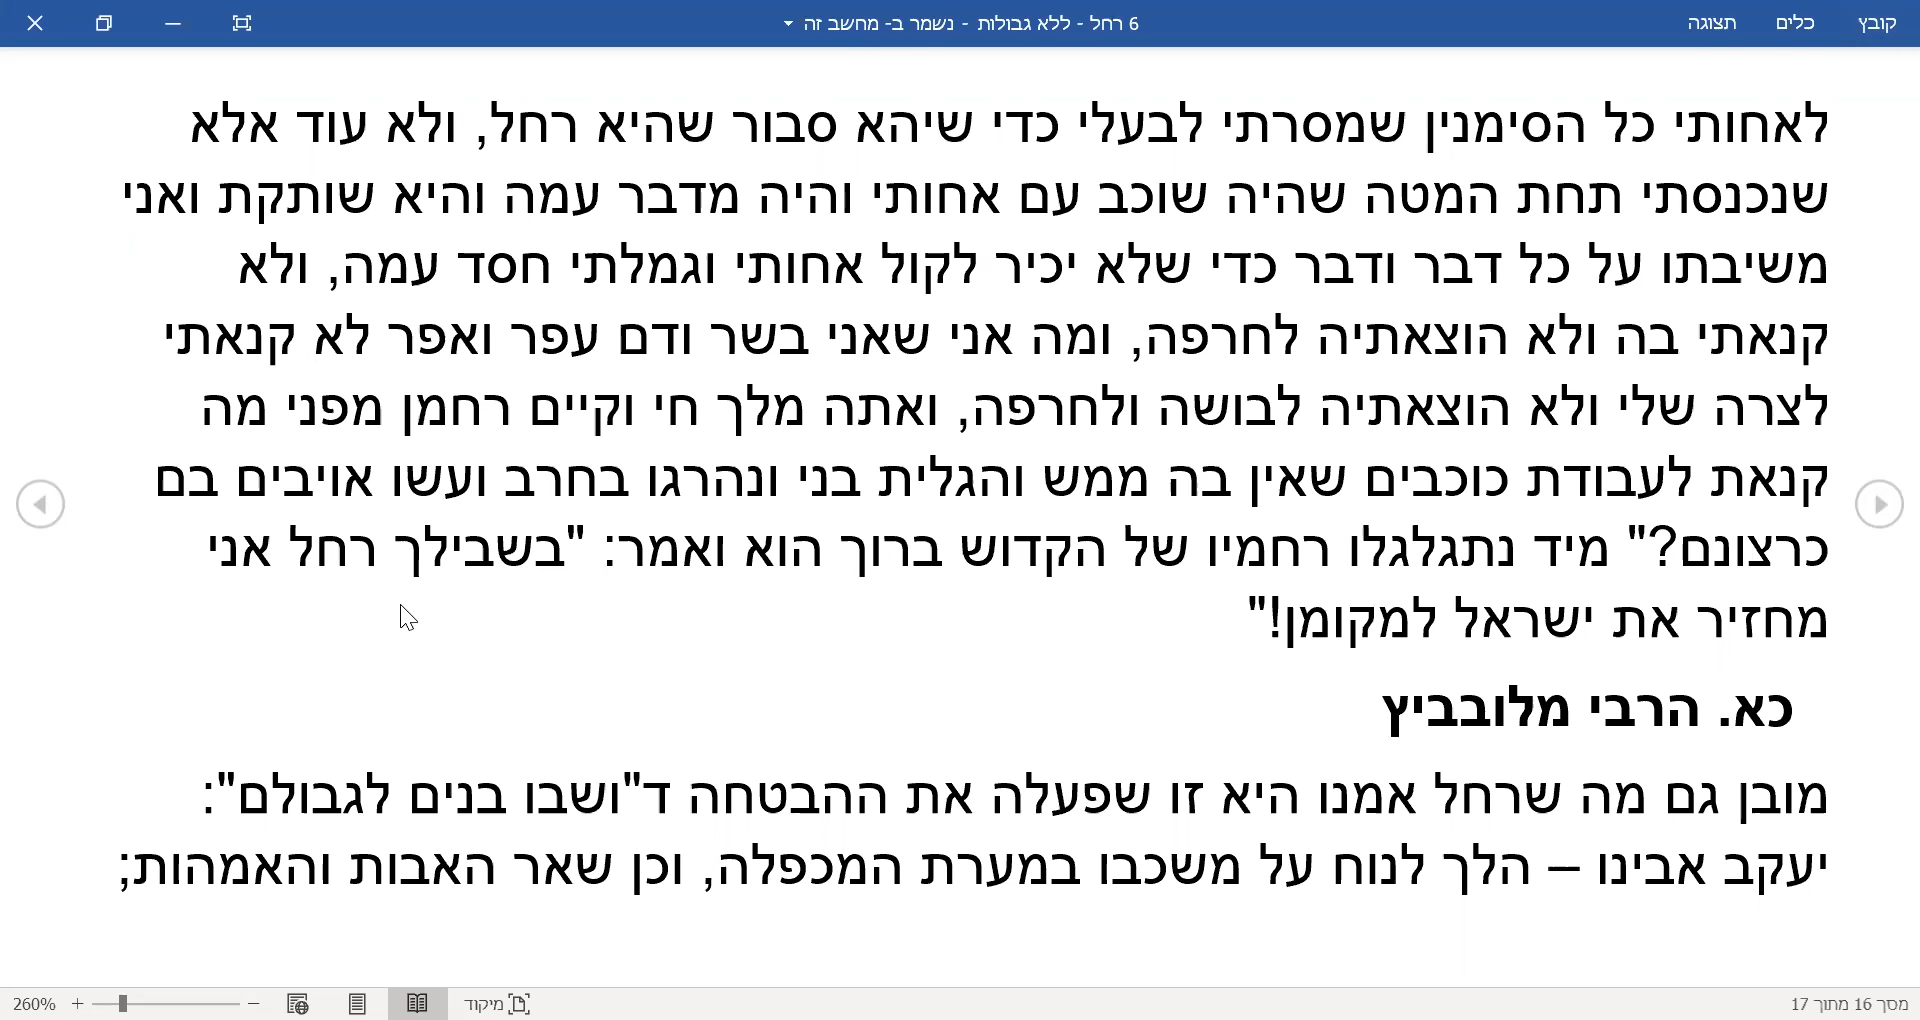 קובץ כלים תצוגה
6 רחל - ללא גבולות - נשמר ב- מחשב זה
לאחותי כל הסימנין שמסרתי לבעלי כדי שיהא סבור שהיא רחל, ולא עוד אלא
שנכנסתי תחת המטה שהיה שוכב עם אחותי והיה מדבר עמה והיא שותקת ואני
משיבתו על כל דבר ודבר כדי שלא יכיר לקול אחותי וגמלתי חסד עמה, ולא
קנאתי בה ולא הוצאתיה לחרפה, ומה אני שאני בשר ודם עפר ואפר לא קנאתי
לצרה שלי ולא הוצאתיה לבושה ולחרפה, ואתה מלך חי וקיים רחמן מפני מה
קנאת לעבודת כוכבים שאין בה ממש והגלית בני ונהרגו בחרב ועשו אויבים בם
כרצונם?" מיד נתגלגלו רחמיו של הקדוש ברוך הוא ואמר: "בשבילך רחל אני
מחזיר את ישראל למקומן!"
כא. הרבי מלובביץ
מובן גם מה שרחל אמנו היא זו שפעלה את ההבטחה ד"ושבו בנים לגבולם":
יעקב אבינו – הלך לנוח על משכבו במערת המכפלה, וכן שאר האבות והאמהות;
מסך 16 מתוך 17
מיקוד
260%